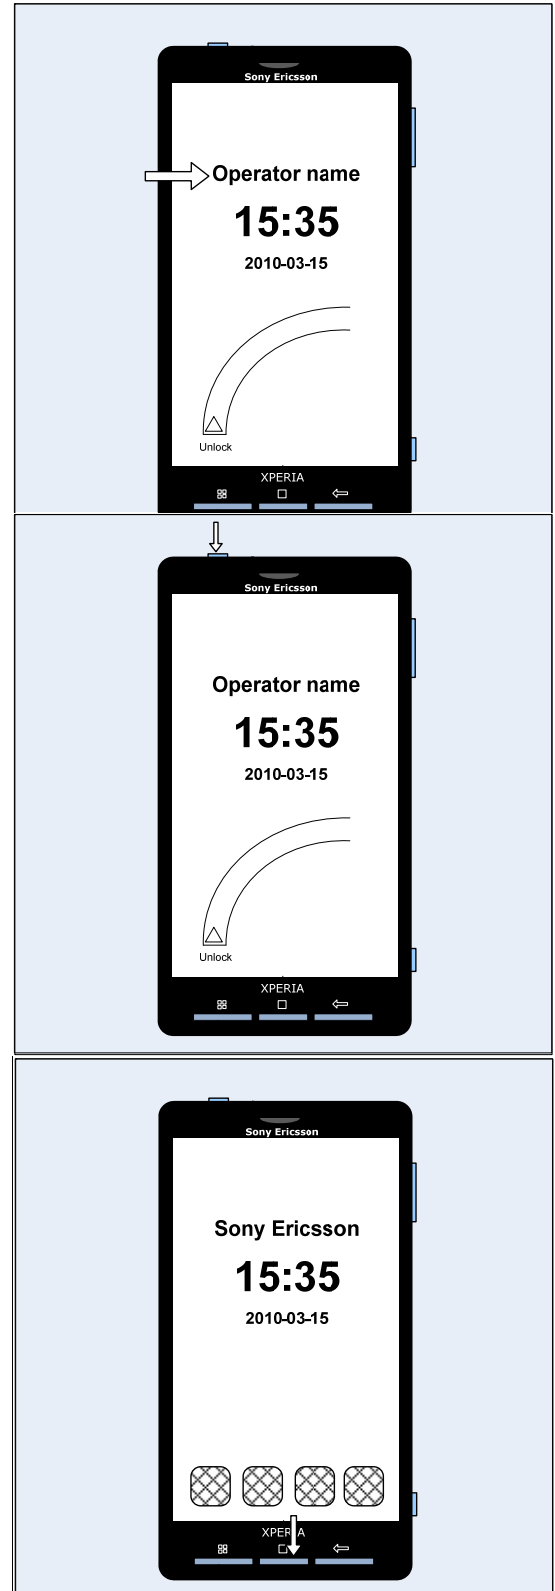 Sony Ericsson
Operator name
15:35
2010-03-15
Unlock
XPERIA
Sony Ericsson
Operator name
15:35
2010-03-15
Unlock
XPERIA
Sony Ericsson
Sony Ericsson
15:35
2010-03-15
XPERIA